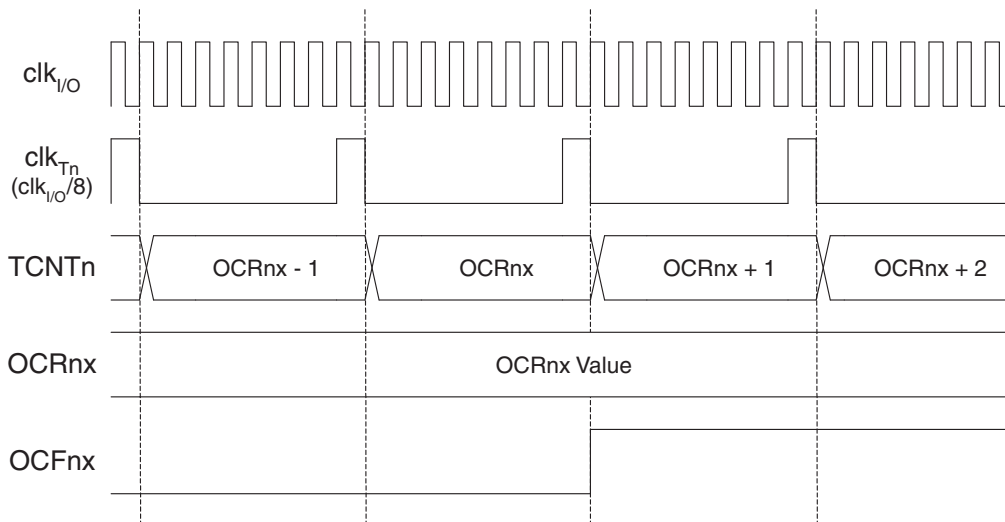 clkI/O
clkTn
(clkI/O/8)
TCNTn
OCRnx - 1 OCRnx OCRnx + 1 OCRnx + 2
OCRnx
OCRnx Value
OCFnx